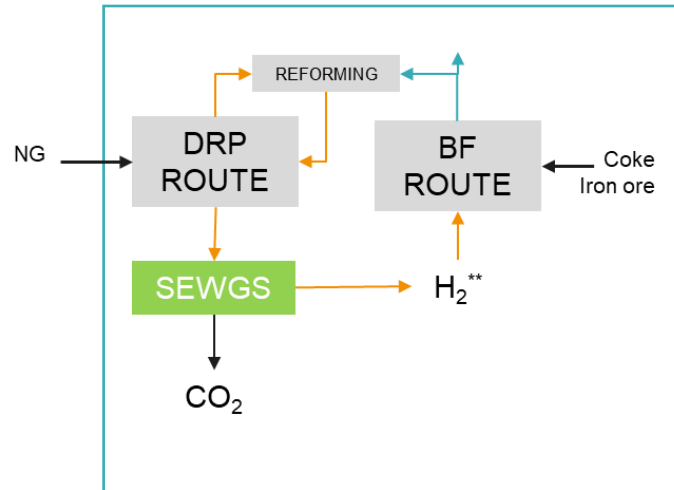 REFORMING
NG
DRP
ROUTE
BF
ROUTE
Coke
Iron ore
SEWGS
H₂**
CO₂